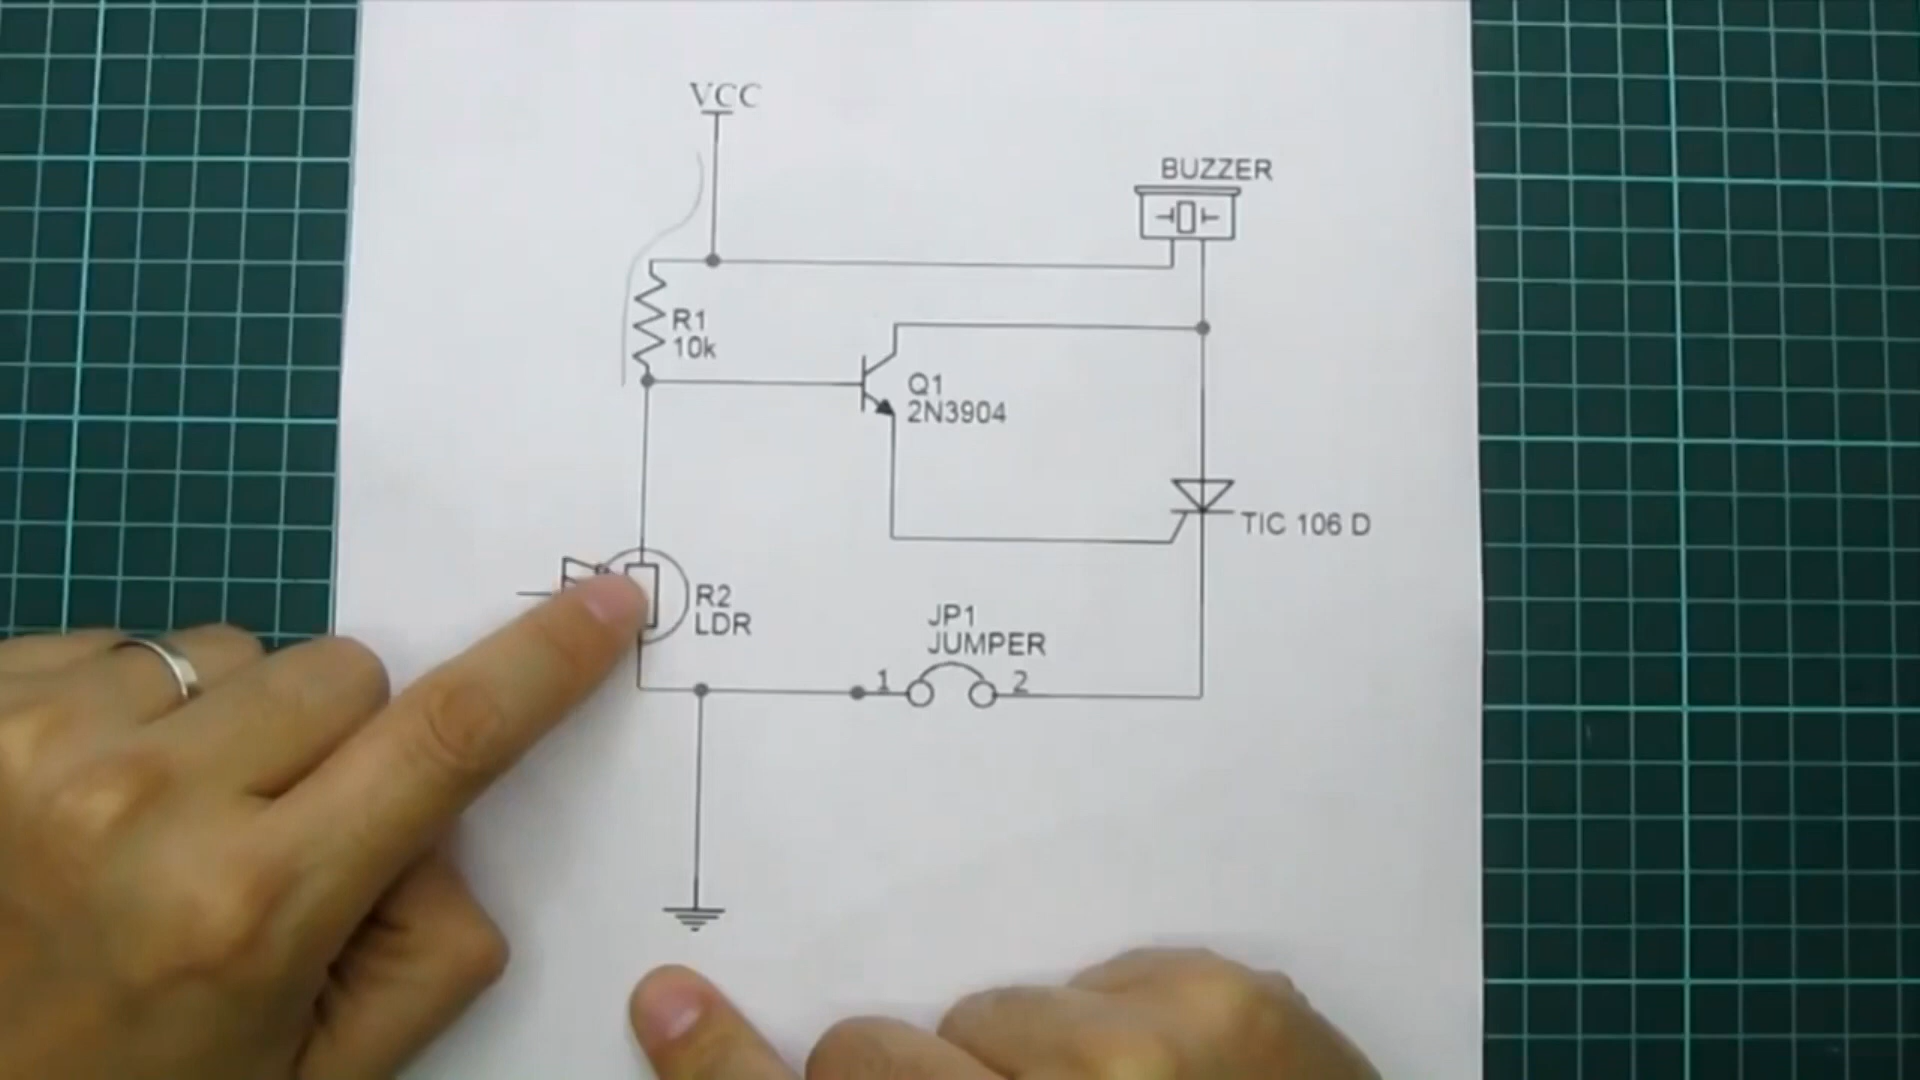 VCC
BUZZER
R1
10k
Q1
2N3904
TIC 106 D
R2
LDR
JP1
JUMPER
1
2